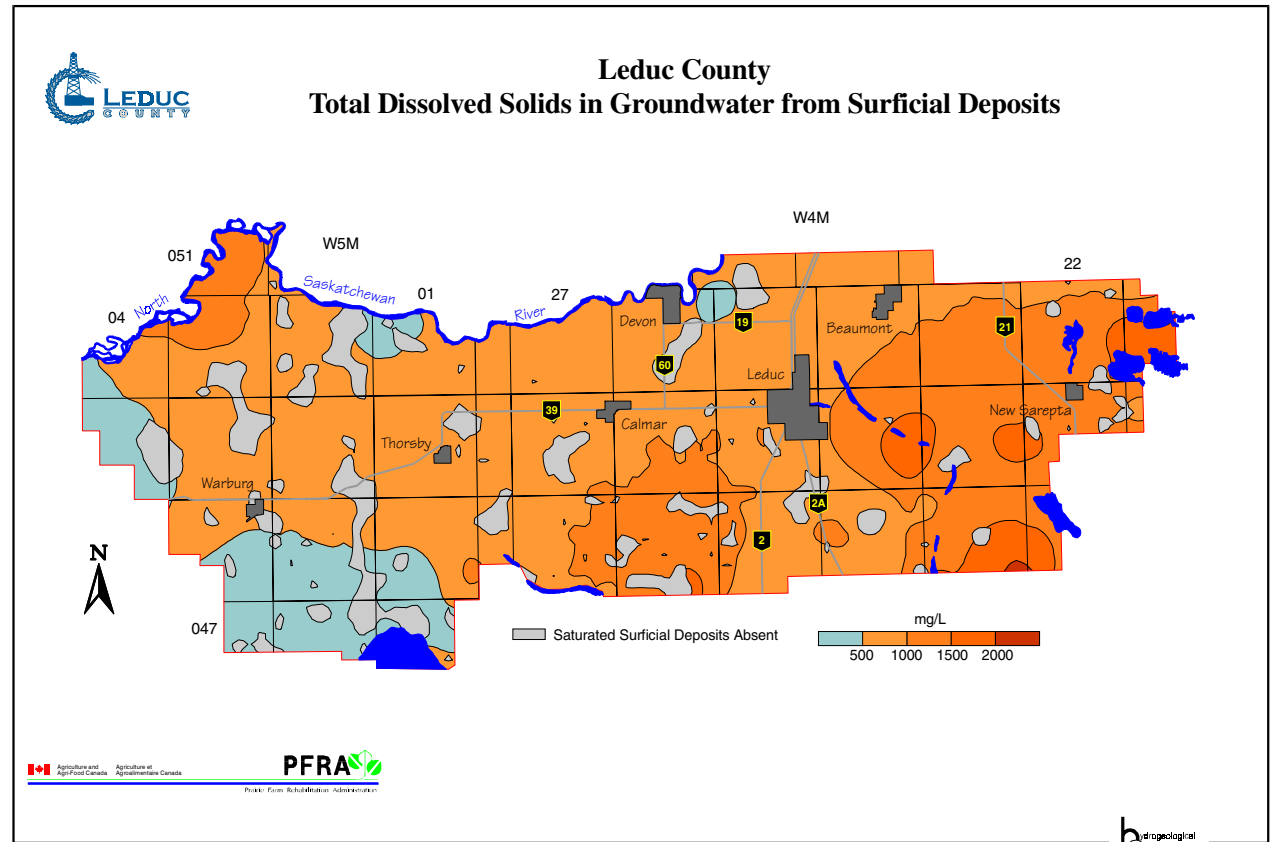 LEDUC
COUNTY
Leduc County
Total Dissolved Solids in Groundwater from Surficial Deposits
W4M
051
W5M
22
Saskatchewan
01
27
North
04
River
Devon
19
Beaumont
21
60
Leduc
39
New Sarepta
Calmar
Thorsby
Warburg
2A
2
N
047
mg/L
Saturated Surficial Deposits Absent
500 1000 1500 2000
Agriculture and Agriculture et
Agri-Food Canada Agroalimentaire Canada
PFRA
Prairie Farm Rehabilitation Administration
hydrogeological